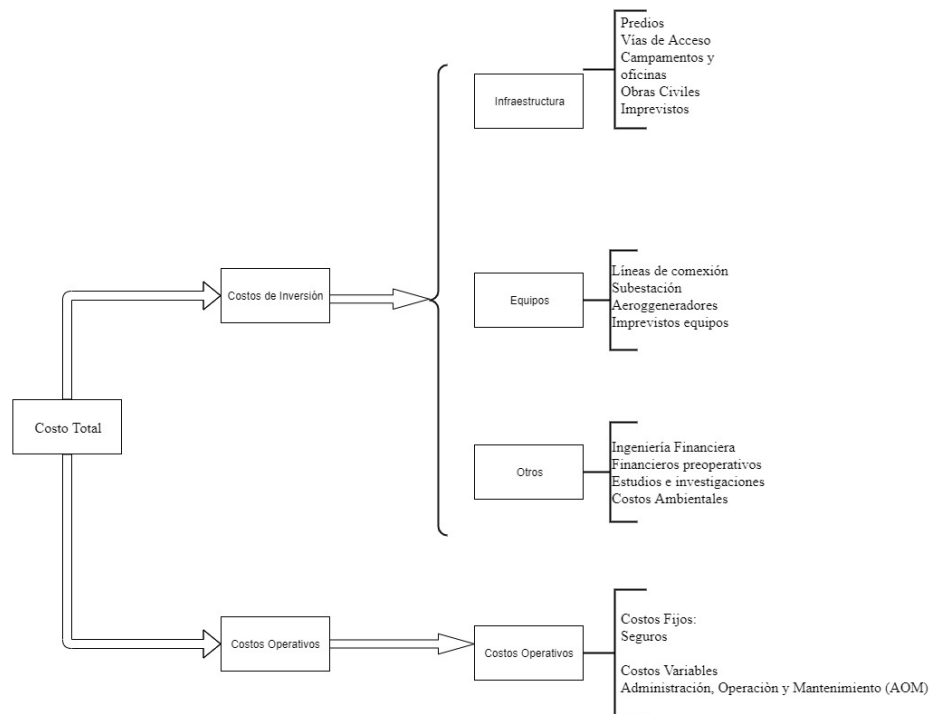 Costo Total
Costos de Inversión
Infraestructura
Predios
Vías de Acceso
Campamentos y
oficinas
Obras Civiles
Imprevistos
Equipos
Líneas de comexión
Subestación
Aeroggeneradores
Imprevistos equipos
Otros
Ingeniería Financiera
Financieros preoperativos
Estudios e investigaciones
Costos Ambientales
Costos Operativos
Costos Operativos
Costos Fijos:
Seguros
Costos Variables
Administración, Operaciòn y Mantenimiento (AOM)